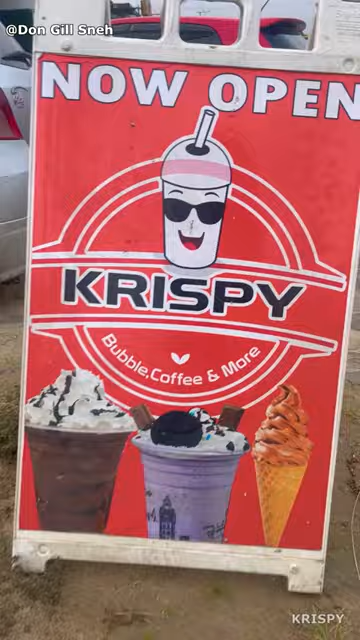 @Don Gill Sneh
NOW OPEN
KRISPY
Bubble,Coffee & More
KRISPY